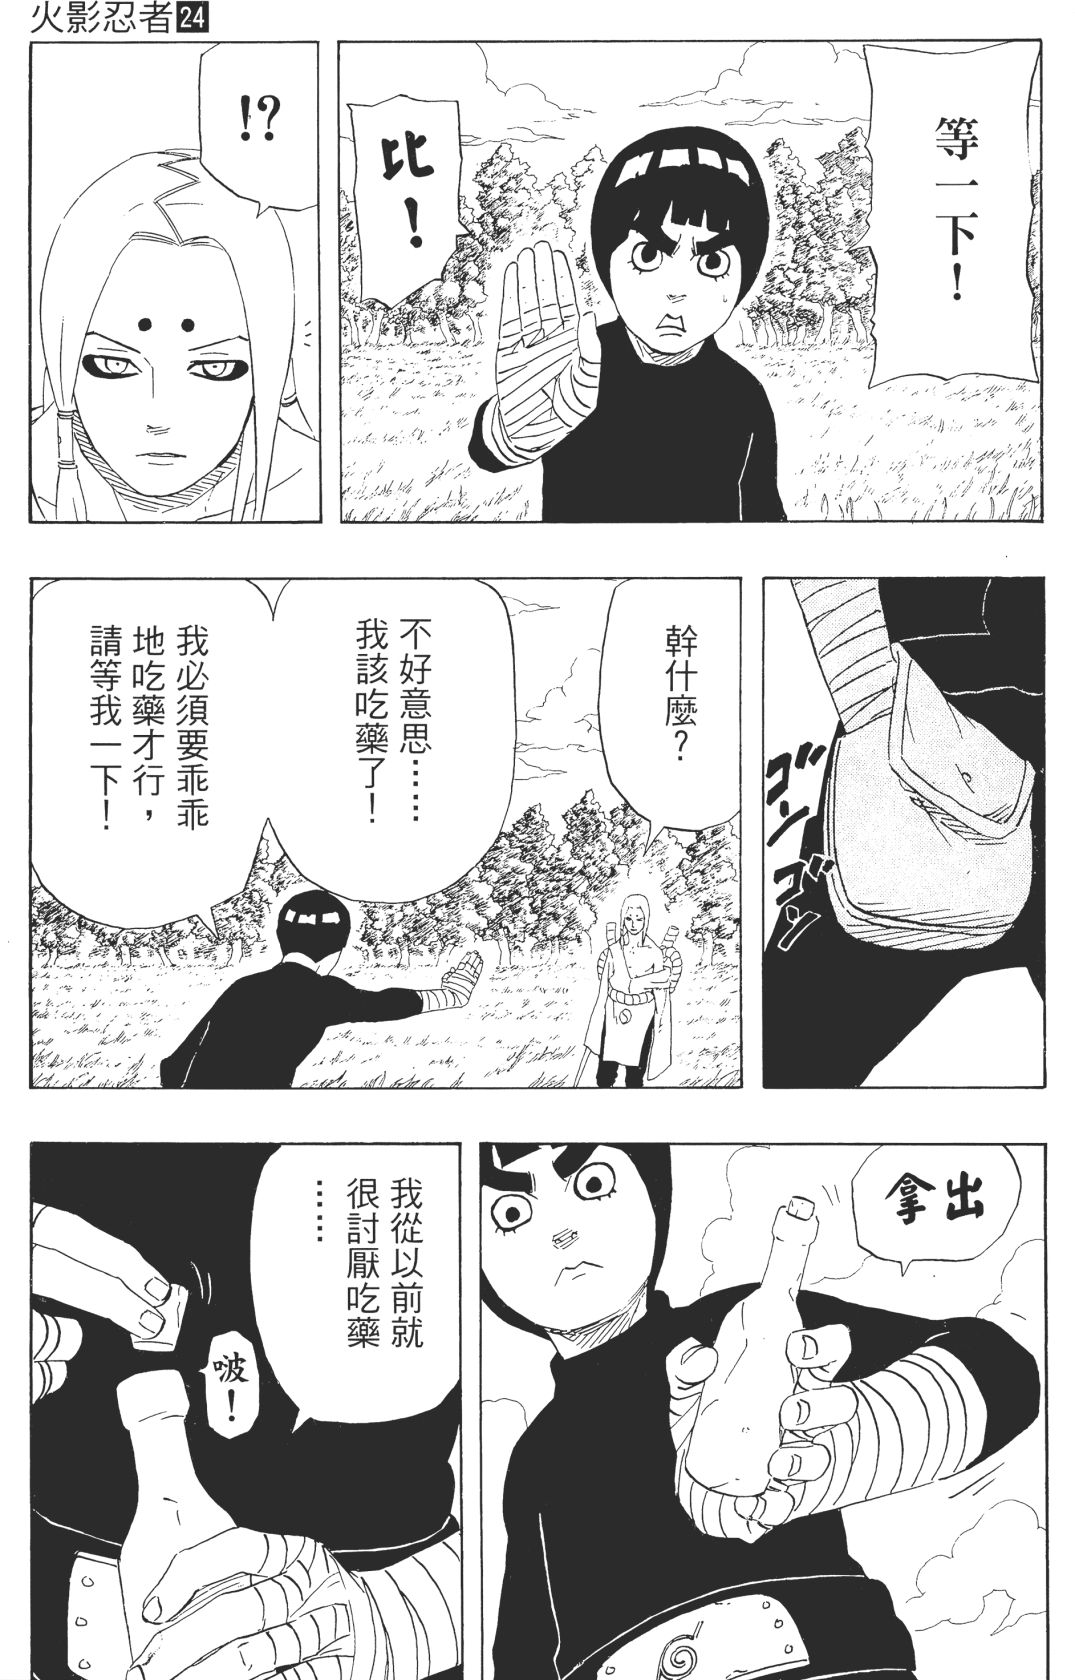 火影忍者24
等一下！
比！
!?
ゴソ
ゴソ
幹什麼？
不好意思……
我該吃藥了！
我必須要乖乖
地吃藥才行，
請等我一下！
拿出
我從以前就
很討厭吃藥
……
啵！